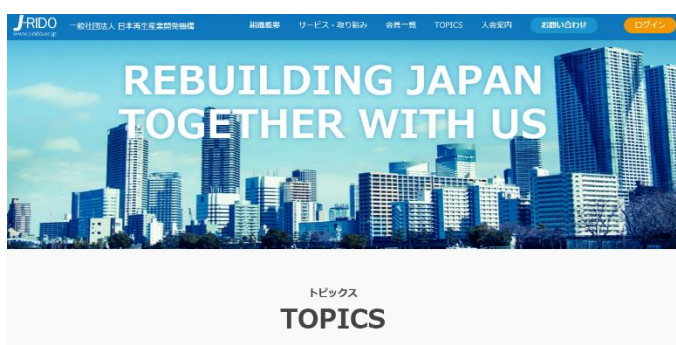 J-RIDO
www.j-rido.or.jp
一般社団法人 日本再生産業開発機構
組織概要 サービス・取り組み 会員一覧 TOPICS 入会案内 お問い合わせ ログイン
REBUILDING JAPAN
TOGETHER WITH US
トピックス
TOPICS